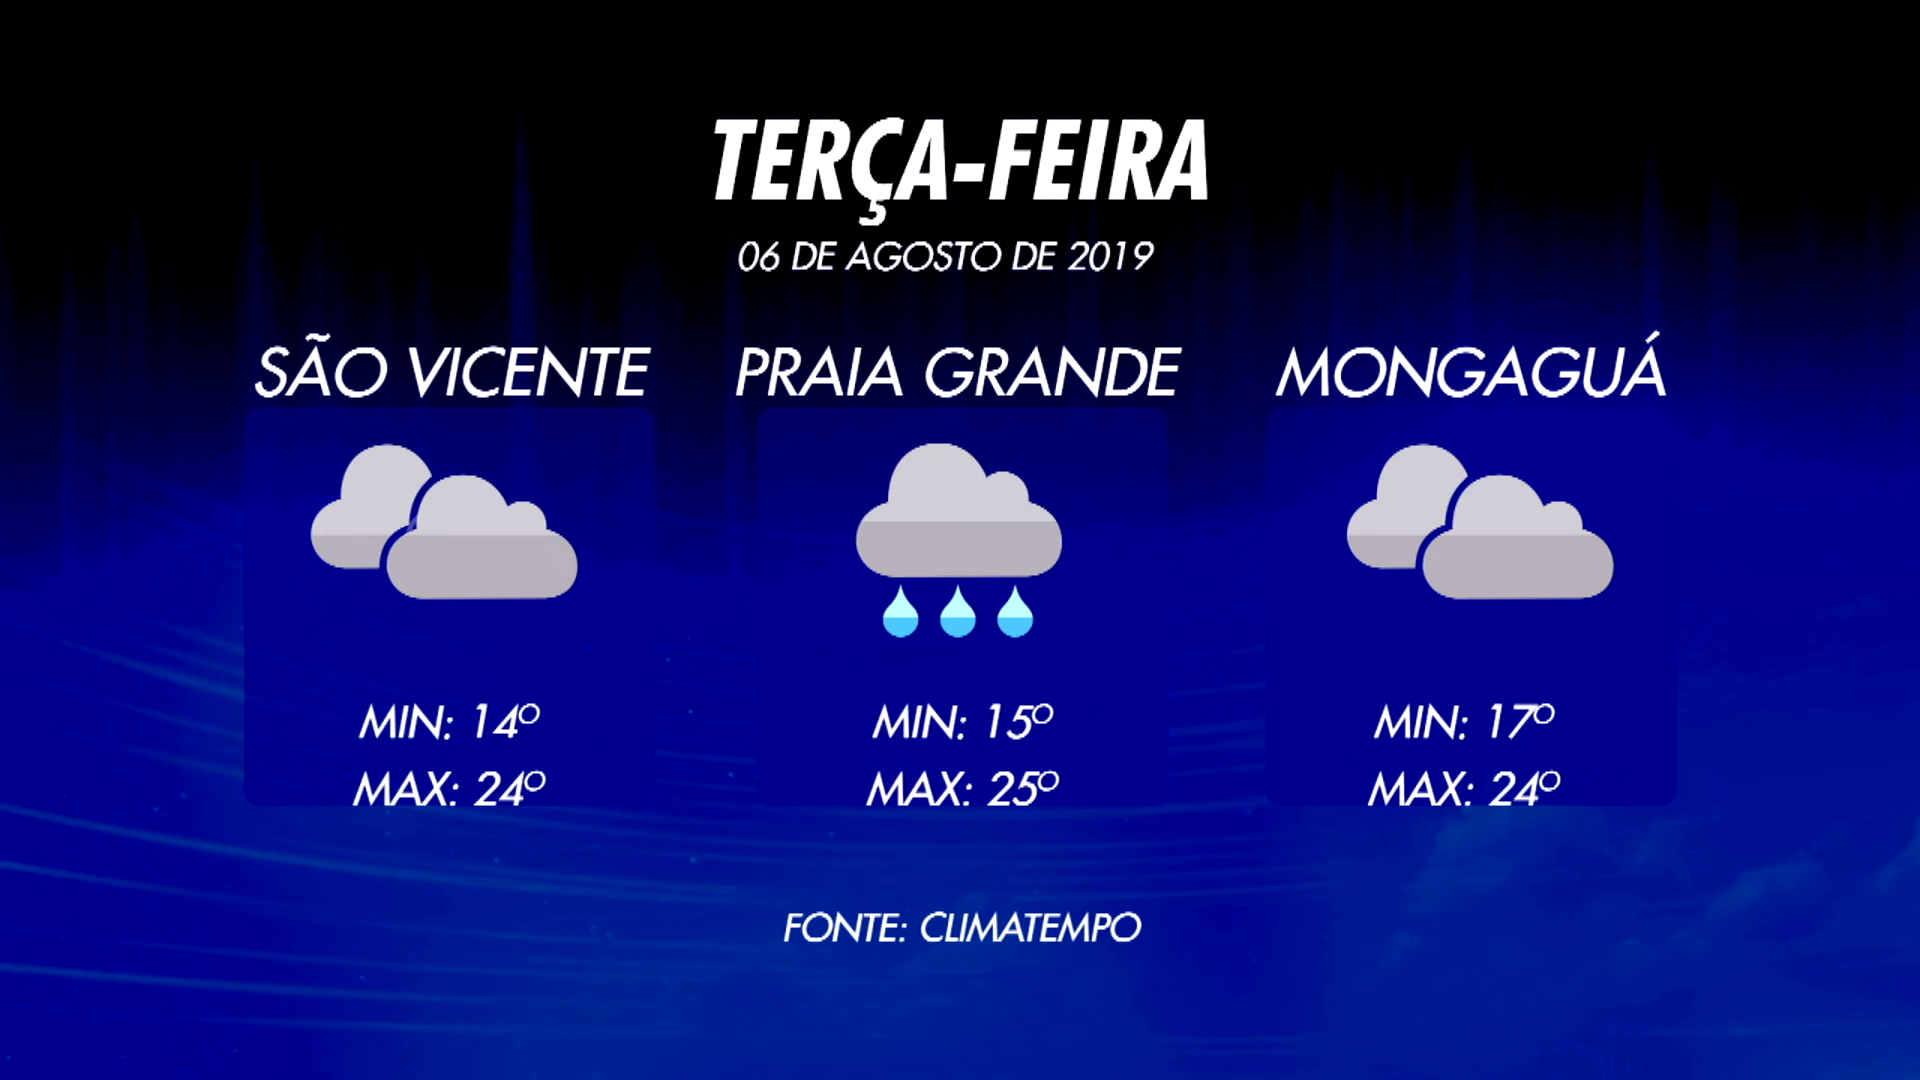 TERÇA-FEIRA
06 DE AGOSTO DE 2019
SÃO VICENTE
PRAIA GRANDE
MONGAGUÁ
MIN: 14º
MAX: 24º
MIN: 15º
MAX: 25º
MIN: 17º
MAX: 24º
FONTE: CLIMATEMPO